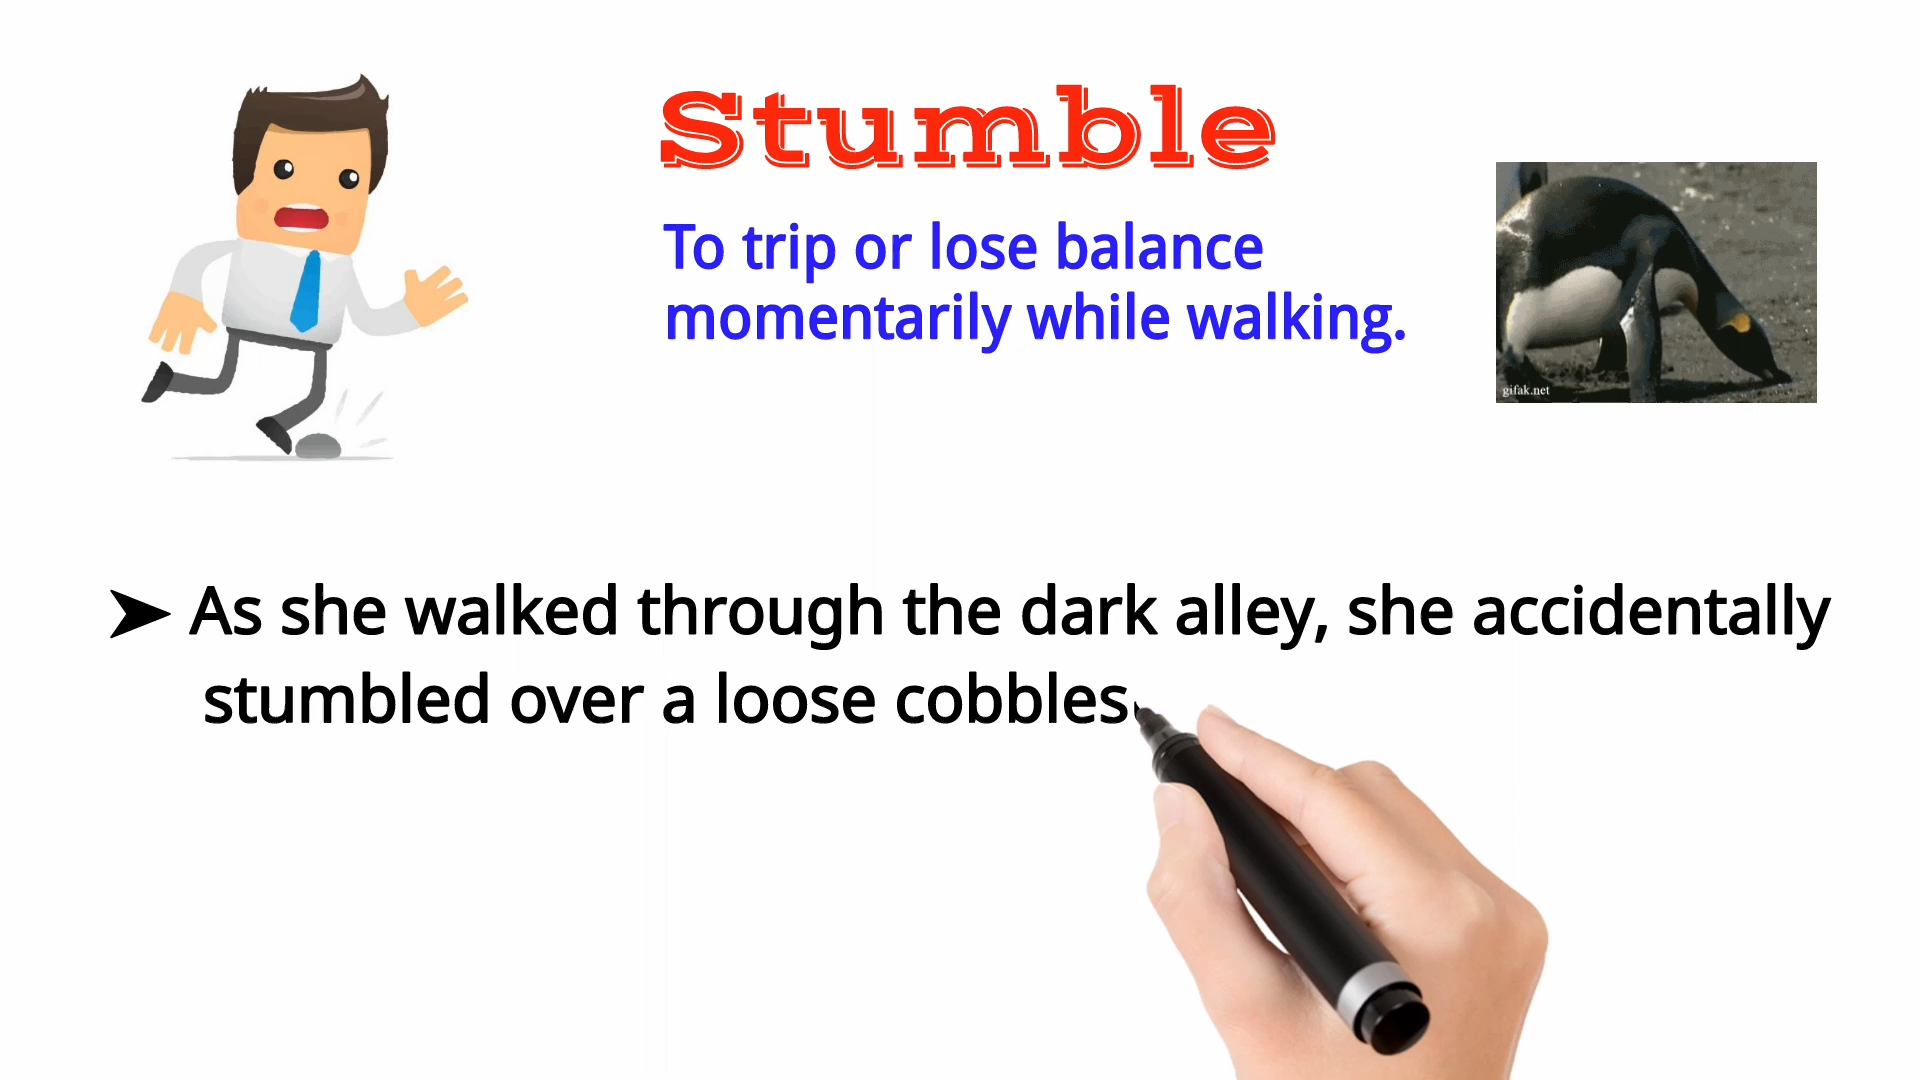 Stumble
To trip or lose balance
momentarily while walking.
gifak.net
➤ As she walked through the dark alley, she accidentally
stumbled over a loose cobbles